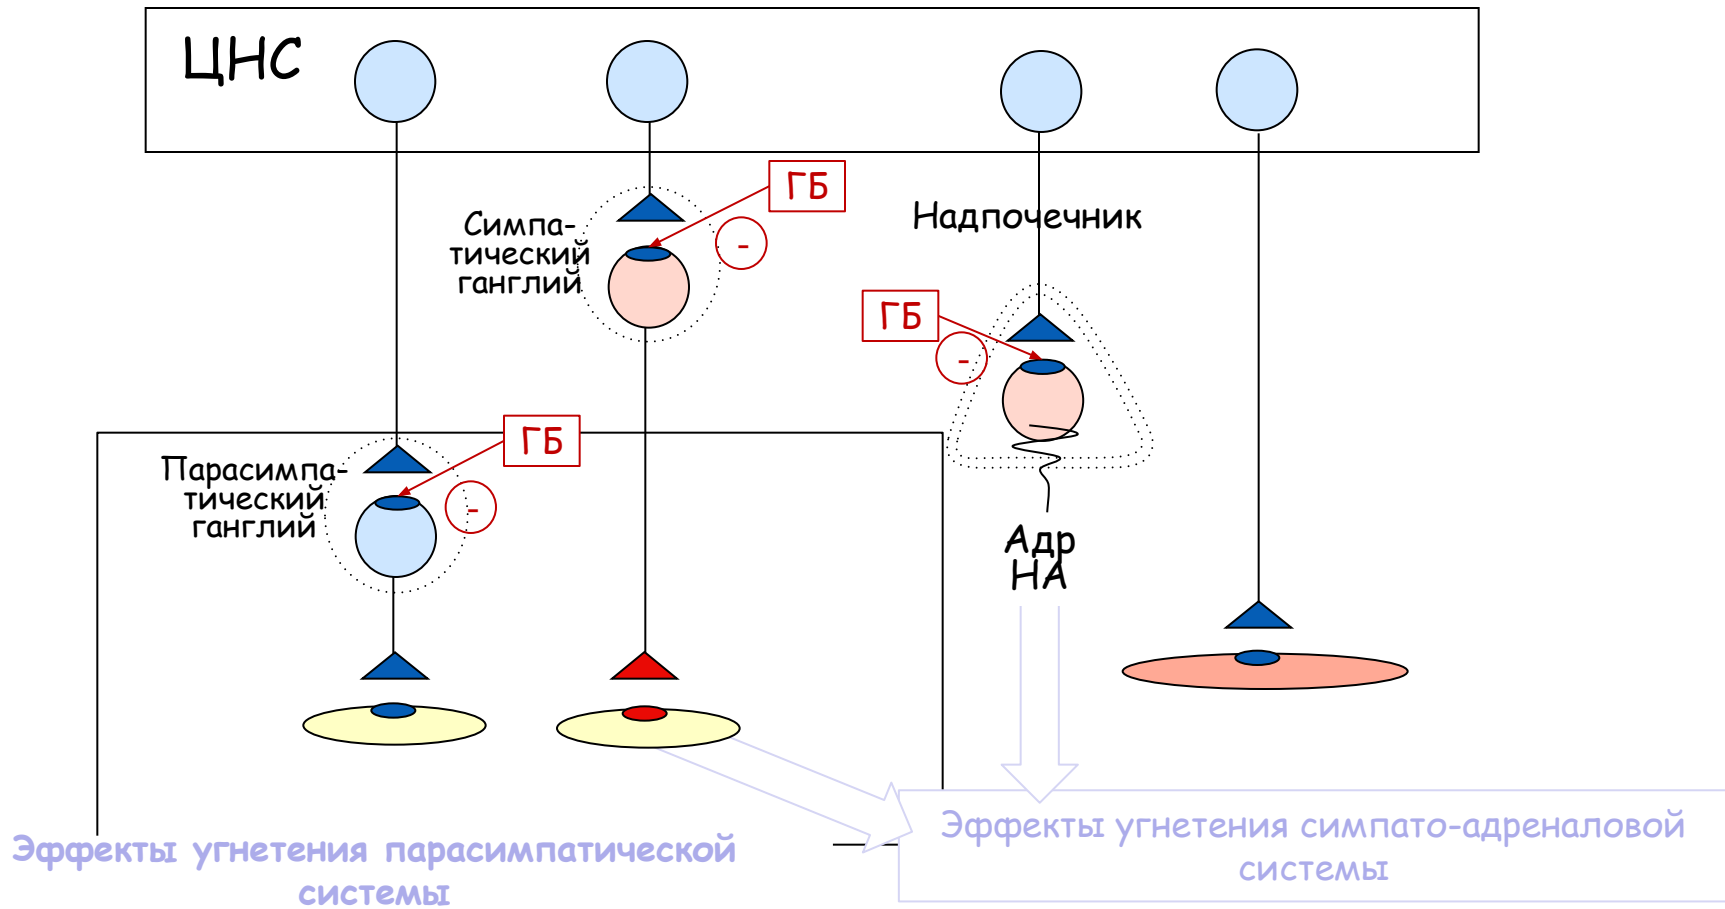 ЦНС
ГБ
-
Симпа-
тический
ганглий
Надпочечник
ГБ
-
ГБ
-
Парасимпа-
тический
ганглий
Адр
НА
Эффекты угнетения симпато-адреналовой
системы
Эффекты угнетения парасимпатической
системы